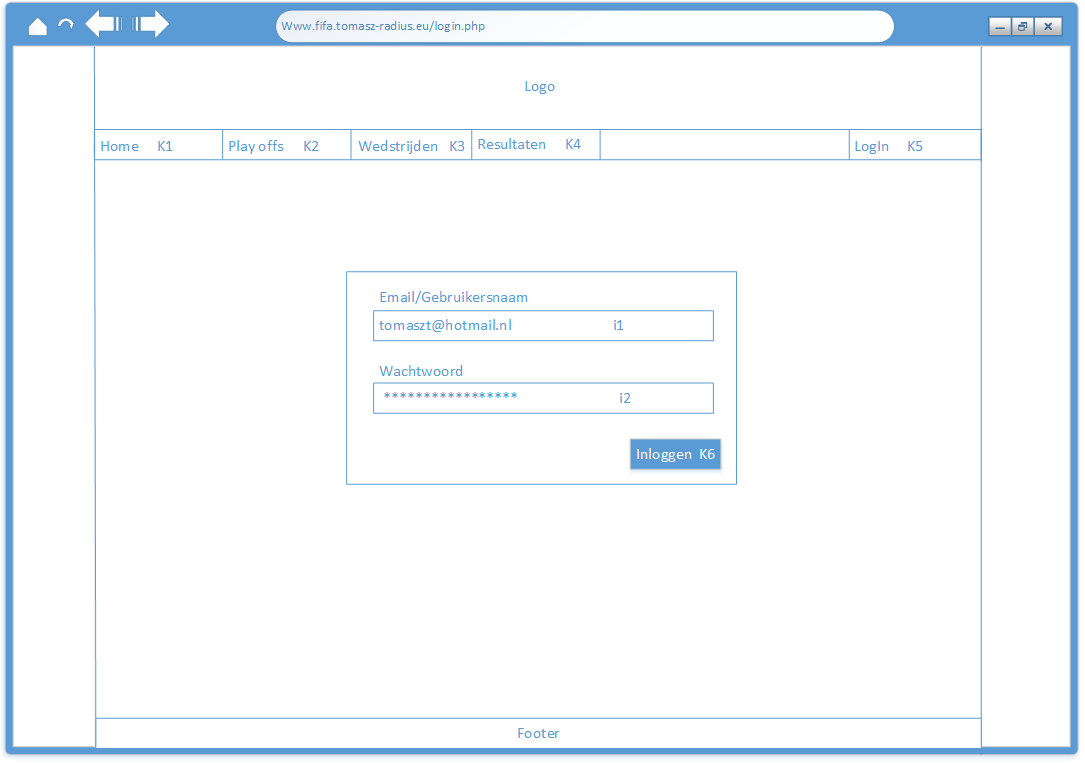 Www.fifa.tomasz-radius.eu/login.php
Logo
Home K1 Play offs K2 Wedstrijden K3 Resultaten K4 LogIn K5
Email/Gebruikersnaam
tomaszt@hotmail.nl i1
Wachtwoord
***************** i2
Inloggen K6
Footer